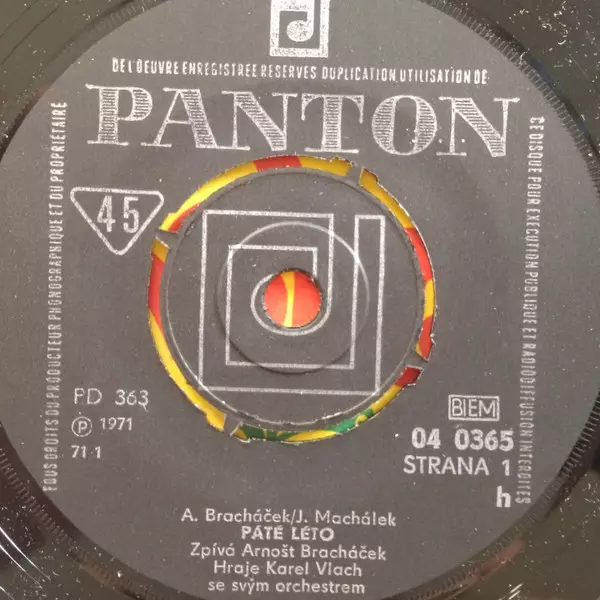 DE L'OEUVRE ENREGISTREE RESERVES DUPLICATION UTILISATION DE
CE DISQUE POUR EXECUTION PUBLIQUE ET RADIODIFFUSION INTERDITES
TOUS DROITS DU PRODUCTEUR PHONOGRAPHIQUE ET DU PROPRIETAIRE
PANTON
45
PD 363
℗ 1971
71 1
BIEM
04 0365
STRANA 1
h
A. Bracháček/J. Machálek
PÁTÉ LÉTO
Zpívá Arnošt Bracháček
Hraje Karel Vlach
se svým orchestrem